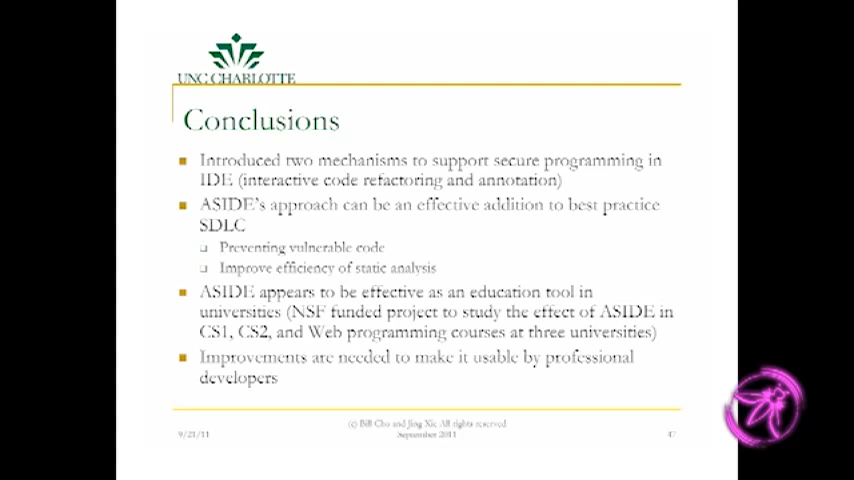 UNC CHARLOTTE
Conclusions
Introduced two mechanisms to support secure programming in
IDE (interactive code refactoring and annotation)
ASIDE's approach can be an effective addition to best practice
SDLC
Preventing vulnerable code
Improve efficiency of static analysis
ASIDE appears to be effective as an education tool in
universities (NSF funded project to study the effect of ASIDE in
CS1, CS2, and Web programming courses at three universities)
Improvements are needed to make it usable by professional
developers
(c) Bill Chu and Jing Xie All rights reserved
9/21/11
September 2011
47